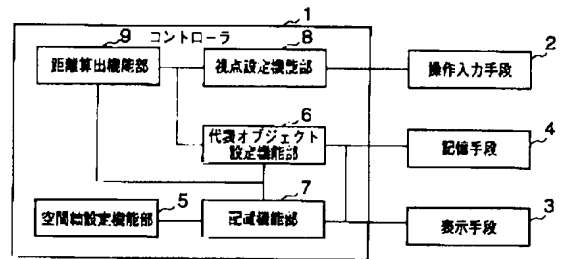 1
コントローラ
9
距離算出機能部
8
視点設定機能部
2
操作入力手段
6
代表オブジェクト
設定機能部
4
記憶手段
5
空間軸設定機能部
7
配置機能部
3
表示手段